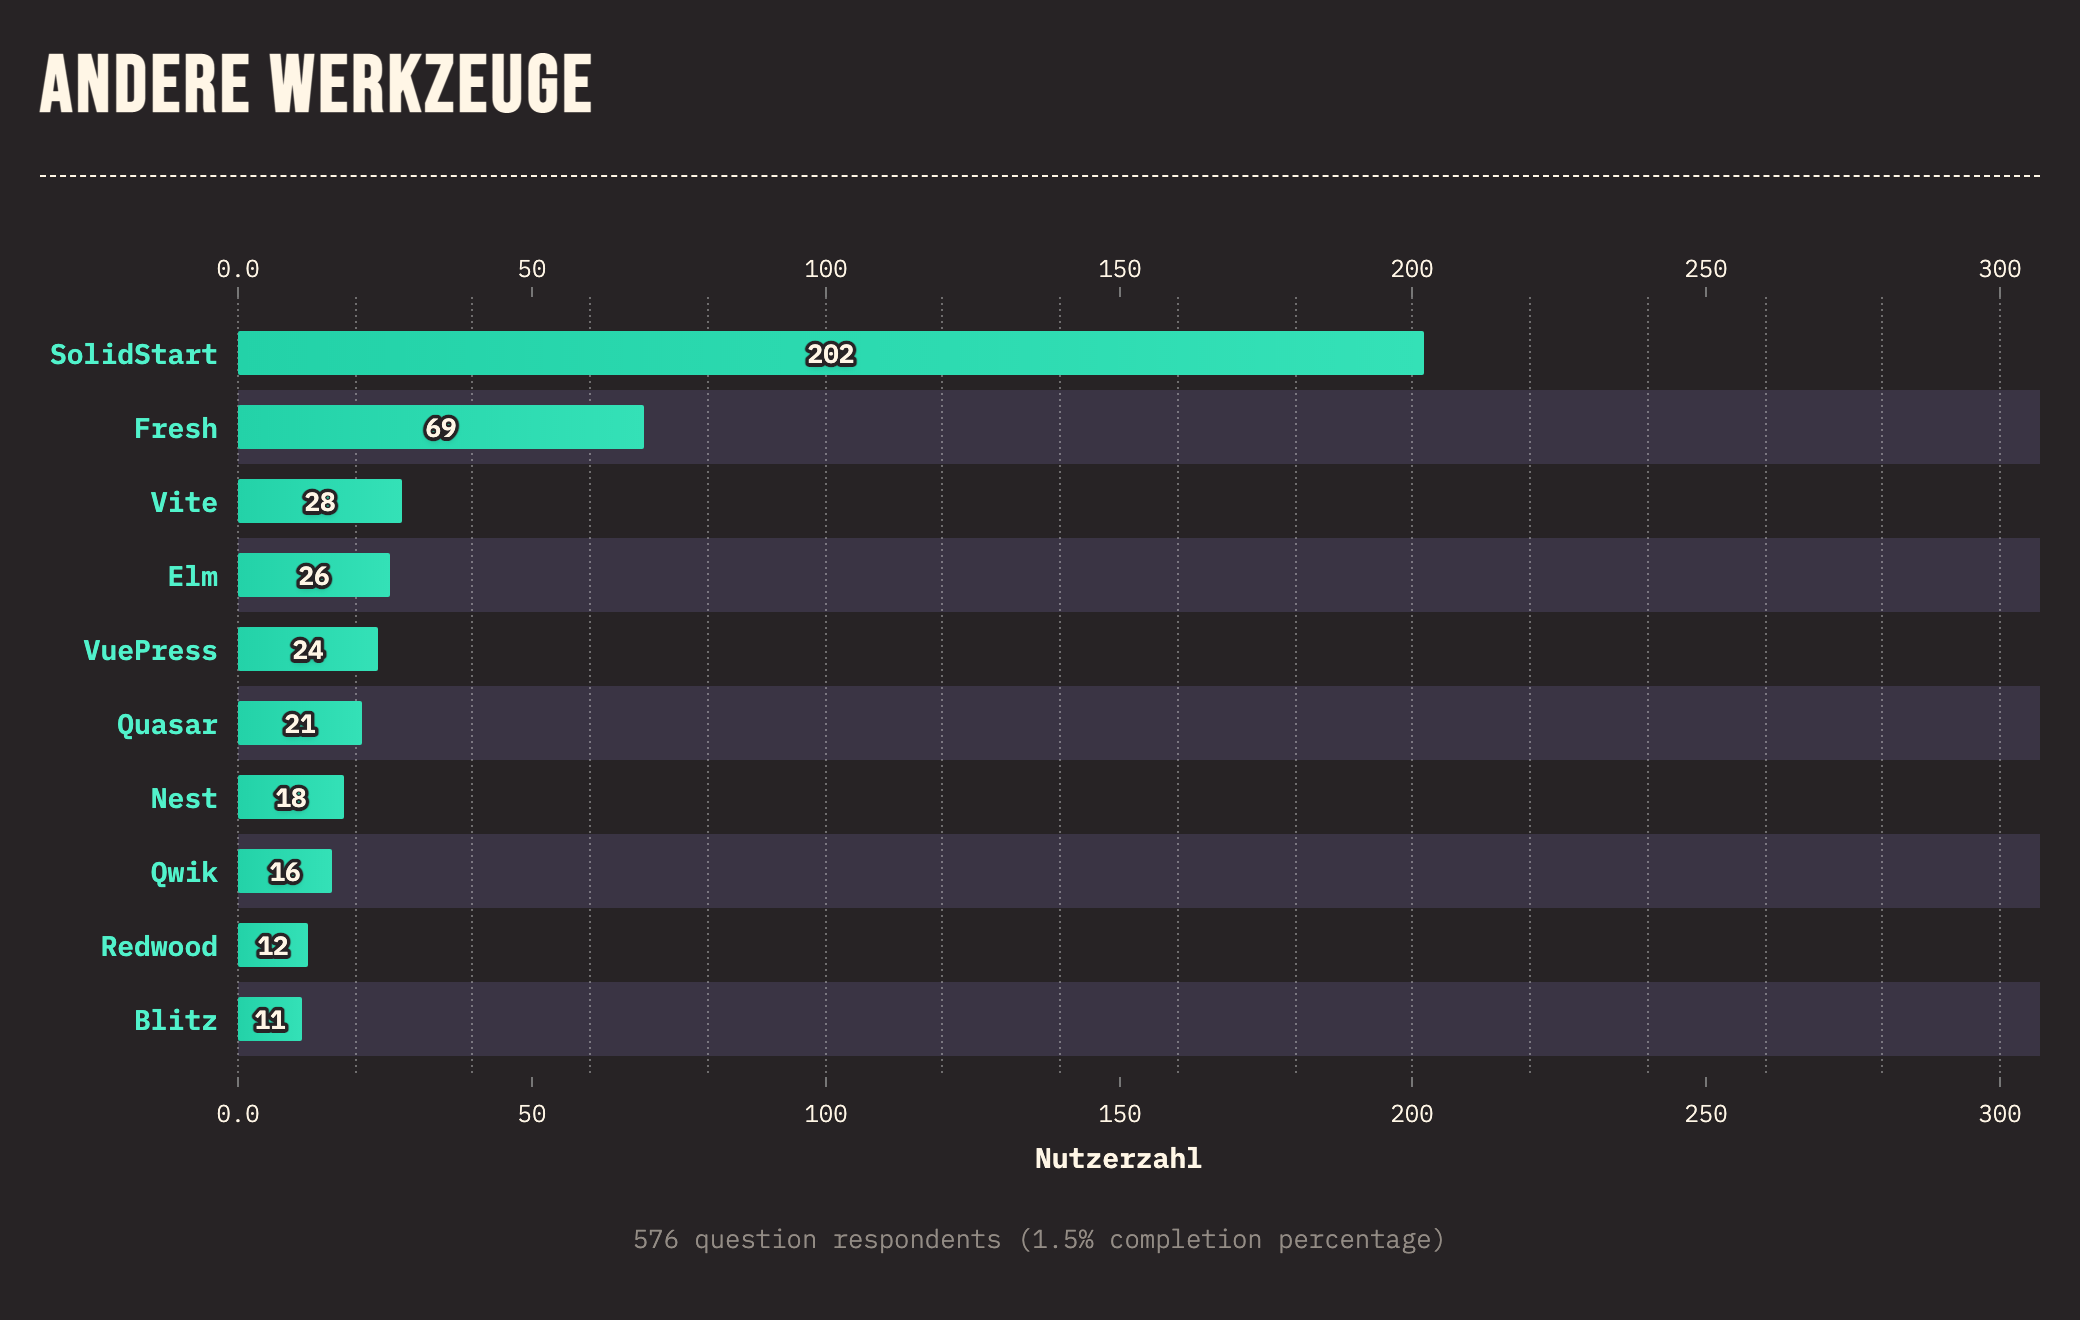 ANDERE WERKZEUGE
0.0 50 100 150 200 250 300
SolidStart 202
Fresh 69
Vite 28
Elm 26
VuePress 24
Quasar 21
Nest 18
Qwik 16
Redwood 12
Blitz 11
0.0 50 100 150 200 250 300
Nutzerzahl
576 question respondents (1.5% completion percentage)